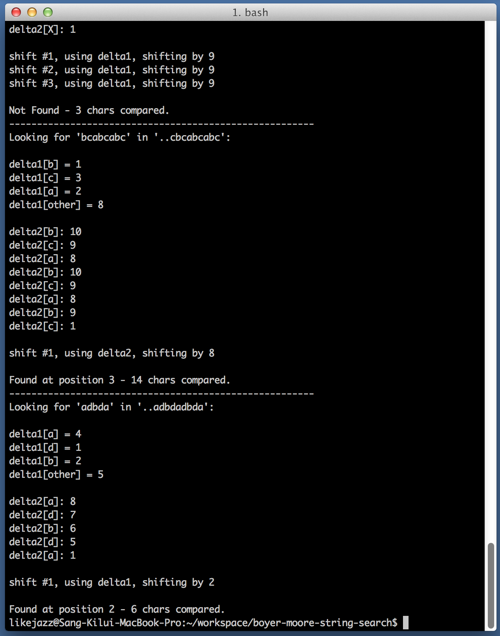 1. bash
delta2[X]: 1
shift #1, using delta1, shifting by 9
shift #2, using delta1, shifting by 9
shift #3, using delta1, shifting by 9
Not Found - 3 chars compared.
-------------------------------------------------------
Looking for 'bcabcabc' in '..cbcabcabc':
delta1[b] = 1
delta1[c] = 3
delta1[a] = 2
delta1[other] = 8
delta2[b]: 10
delta2[c]: 9
delta2[a]: 8
delta2[b]: 10
delta2[c]: 9
delta2[a]: 8
delta2[b]: 9
delta2[c]: 1
shift #1, using delta2, shifting by 8
Found at position 3 - 14 chars compared.
-------------------------------------------------------
Looking for 'adbda' in '..adbdadbda':
delta1[a] = 4
delta1[d] = 1
delta1[b] = 2
delta1[other] = 5
delta2[a]: 8
delta2[d]: 7
delta2[b]: 6
delta2[d]: 5
delta2[a]: 1
shift #1, using delta1, shifting by 2
Found at position 2 - 6 chars compared.
likejazz@Sang-Kilui-MacBook-Pro:~/workspace/boyer-moore-string-search$